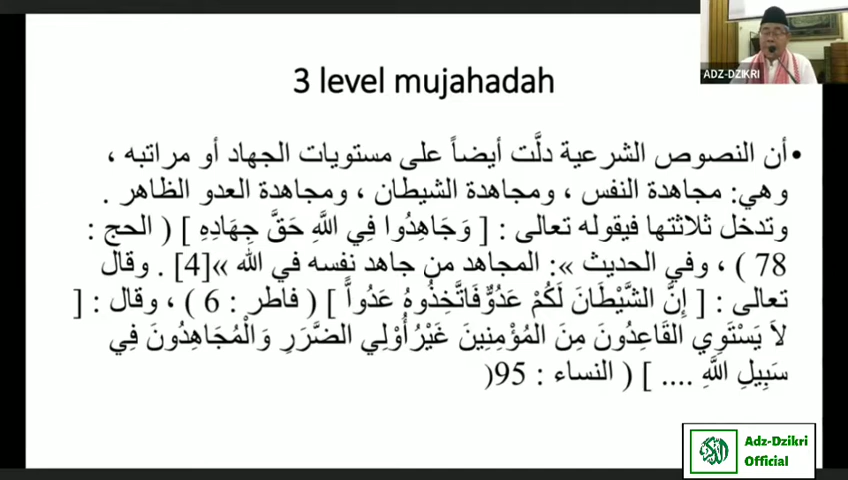 3 level mujahadah
ADZ-DZIKRI
• أن النصوص الشرعية دلَّت أيضاً على مستويات الجهاد أو مراتبه ،
وهي: مجاهدة النفس ، ومجاهدة الشيطان ، ومجاهدة العدو الظاهر .
وتدخل ثلاثتها فيقوله تعالى : [ وَجَاهِدُوا فِي اللَّهِ حَقَّ جِهَادِهِ ] ( الحج :
78 ) ، وفي الحديث »: المجاهد من جاهد نفسه في الله »[4] . وقال
تعالى : [ إِنَّ الشَّيْطَانَ لَكُمْ عَدُوٌّفَاتَّخِذُوهُ عَدُواًّ ] ( فاطر : 6 ) ، وقال : [
لاَ يَسْتَوِي القَاعِدُونَ مِنَ المُؤْمِنِينَ غَيْرُ أُوْلِي الضَّرَرِ وَالْمُجَاهِدُونَ فِي
سَبِيلِ اللَّهِ .... ] ( النساء : 95(
Adz-Dzikri
Official